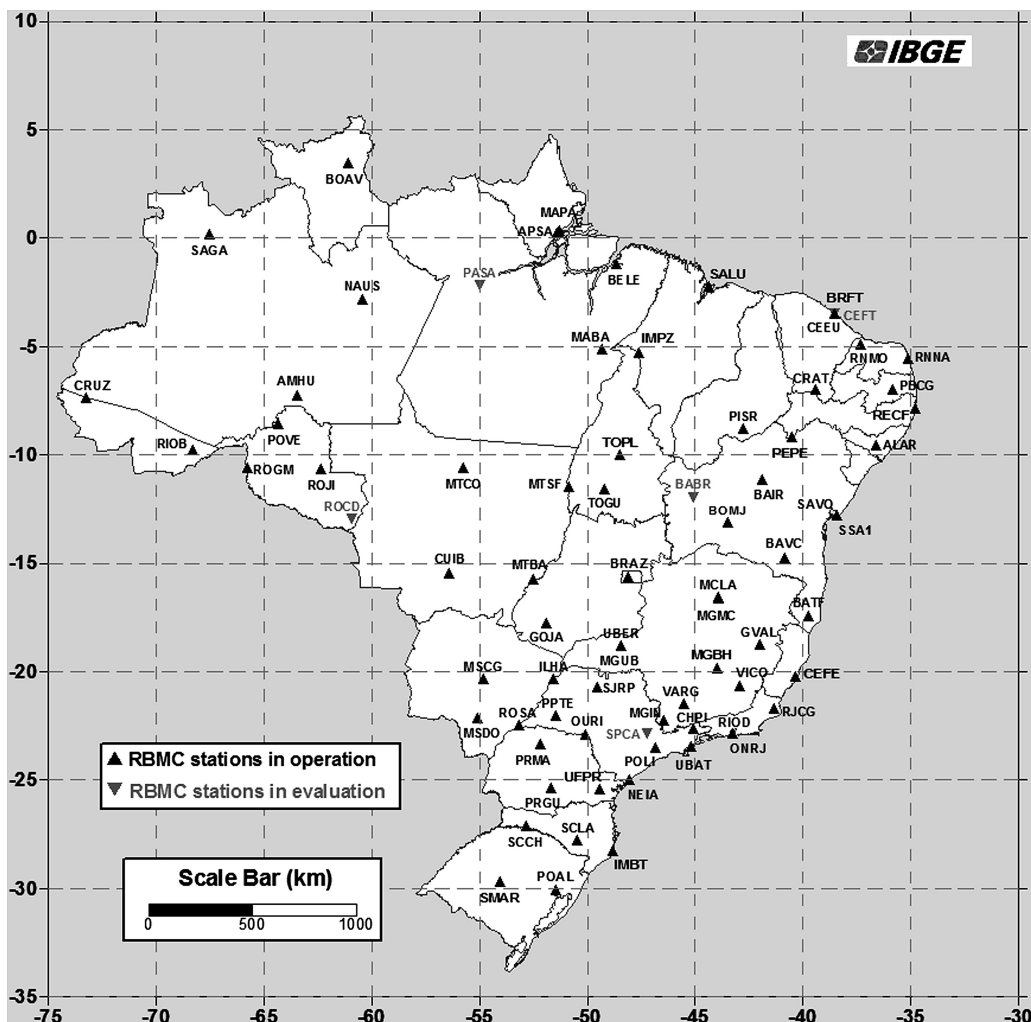 10
IBGE
5
BOAV
MAPA
APSA
0
SAGA
PASA
BELE
SALU
NAUS
BRFT
CEFT
CEEU
MABA
IMPZ
-5
RNMO
RNNA
CRUZ
AMHU
CRAT
PBCG
PISR
RECF
RIOB
POVE
TOPL
PEPE
ALAR
-10
ROGM
ROJI
MTCO
MTSF
TOGU
BABR
BAIR
ROCD
BOMJ
SAVO
SSA1
BAVC
-15
CUIB
MTBA
BRAZ
MCLA
MGMC
BATF
GOJA
UBER
MGUB
GVAL
-20
MSCG
ILHA
SJRP
MGBH
VICO
CEFE
PPTE
VARG
MSDO
ROSA
OURI
MGIN
CHPI
RIOD
RJCG
SPCA
ONRJ
RBMC stations in operation
PRMA
POLI
UBAT
RBMC stations in evaluation
-25
UFPR
PRGU
NEIA
SCLA
SCCH
IMBT
Scale Bar (km)
POAL
SMAR
-30
0 500 1000
-35
-75 -70 -65 -60 -55 -50 -45 -40 -35 -30